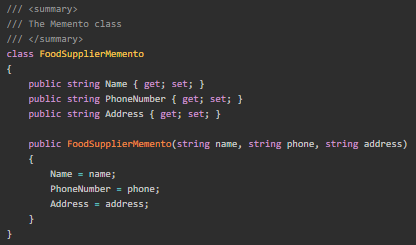 /// <summary>
/// The Memento class
/// </summary>
class FoodSupplierMemento
{
    public string Name { get; set; }
    public string PhoneNumber { get; set; }
    public string Address { get; set; }

    public FoodSupplierMemento(string name, string phone, string address)
    {
        Name = name;
        PhoneNumber = phone;
        Address = address;
    }
}